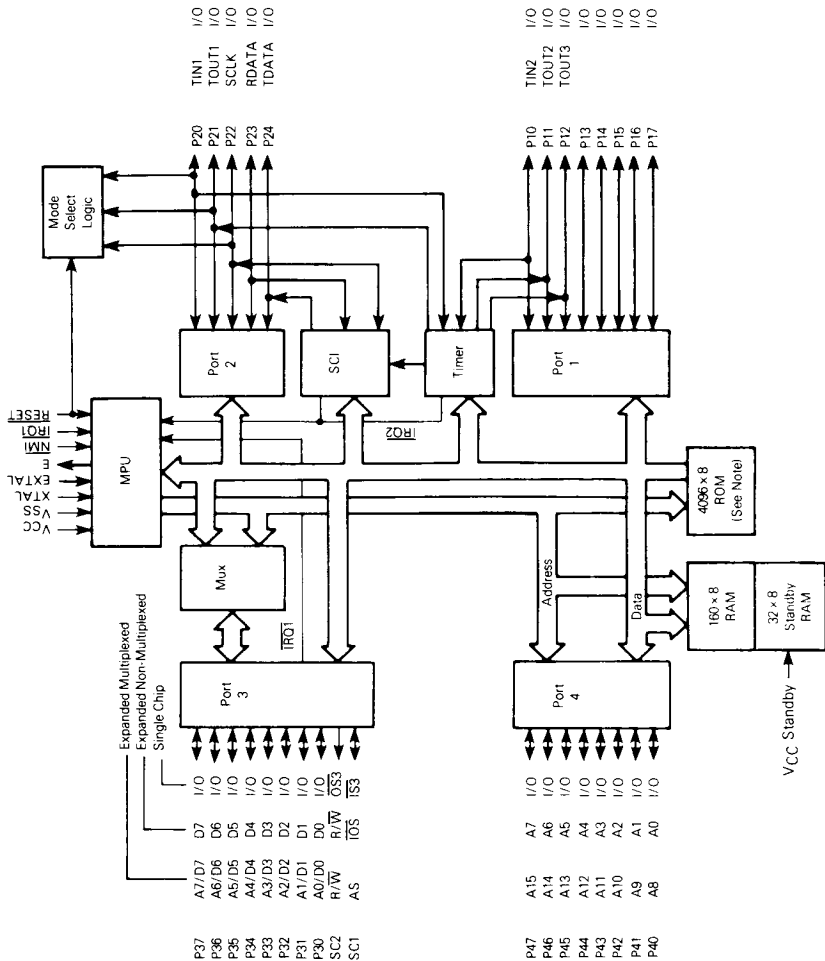 TIN1 I/O
TOUT1 I/O
SCLK I/O
RDATA I/O
TDATA I/O
P20
P21
P22
P23
P24
TIN2 I/O
TOUT2 I/O
TOUT3 I/O
I/O
I/O
I/O
I/O
I/O
P10
P11
P12
P13
P14
P15
P16
P17
Mode
Select
Logic
Port
2
SCI
Timer
Port
1
RESET
IRQ1
NMI
E
EXTAL
XTAL
VSS
VCC
MPU
IRQ2
Mux
IRQ1
Address
Data
4096 × 8
ROM
(See Note)
160 × 8
RAM
32 × 8
Standby
RAM
VCC Standby
Port
3
Port
4
Expanded Multiplexed
Expanded Non-Multiplexed
Single Chip
P37 A7/D7 D7 I/O
P36 A6/D6 D6 I/O
P35 A5/D5 D5 I/O
P34 A4/D4 D4 I/O
P33 A3/D3 D3 I/O
P32 A2/D2 D2 I/O
P31 A1/D1 D1 I/O
P30 A0/D0 D0 I/O
SC2 R/W R/W OS3
SC1 AS IOS IS3
P47 A15 A7 I/O
P46 A14 A6 I/O
P45 A13 A5 I/O
P44 A12 A4 I/O
P43 A11 A3 I/O
P42 A10 A2 I/O
P41 A9 A1 I/O
P40 A8 A0 I/O